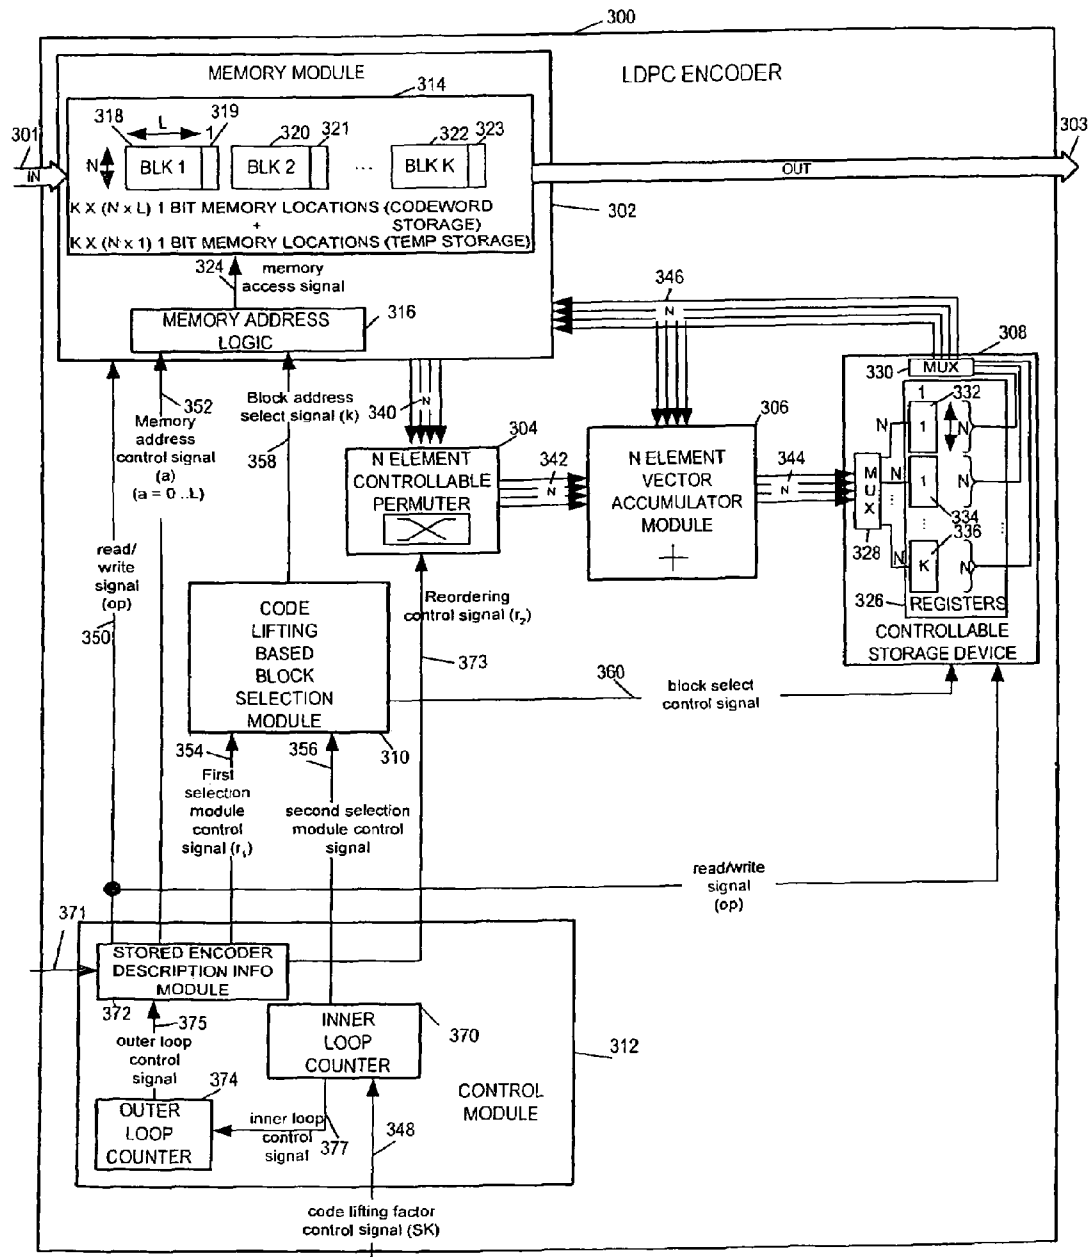 300
MEMORY MODULE
LDPC ENCODER
314
318
L
319
1
320
321
322
323
301
IN
N
BLK 1
BLK 2
...
BLK K
303
OUT
K X (N x L) 1 BIT MEMORY LOCATIONS (CODEWORD
STORAGE)
+
K X (N x 1) 1 BIT MEMORY LOCATIONS (TEMP STORAGE)
302
324
memory
access signal
346
N
MEMORY ADDRESS
LOGIC
316
308
330
MUX
352
Block address
select signal (k)
340
N
Memory
address
control signal
(a)
(a = 0 ..L)
358
304
N ELEMENT
CONTROLLABLE
PERMUTER
342
N
306
N ELEMENT
VECTOR
ACCUMULATOR
MODULE
+
344
N
M
U
X
328
1
332
N
1
N
N
1
334
N
...
336
N
K
N
326
REGISTERS
CONTROLLABLE
STORAGE DEVICE
read/
write
signal
(op)
350
CODE
LIFTING
BASED
BLOCK
SELECTION
MODULE
310
Reordering
control signal (r2)
373
360
block select
control signal
354
356
First
selection
module
control
signal (r1)
second selection
module control
signal
read/write
signal
(op)
371
STORED ENCODER
DESCRIPTION INFO
MODULE
372
375
outer loop
control
signal
374
OUTER
LOOP
COUNTER
INNER
LOOP
COUNTER
370
312
CONTROL
MODULE
inner loop
control
signal
377
348
code lifting factor
control signal (SK)